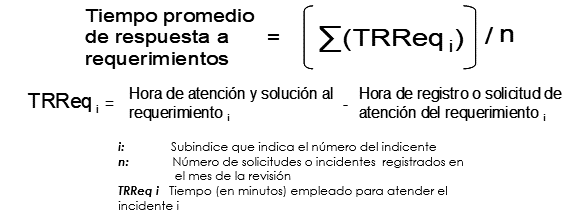 Tiempo promedio
de respuesta a
requerimientos = [ ∑(TRReq i) ] / n
TRReq i = Hora de atención y solución al requerimiento i - Hora de registro o solicitud de atención del requerimiento i
i: Subindice que indica el número del indicente
n: Número de solicitudes o incidentes registrados en
el mes de la revisión
TRReq i Tiempo (en minutos) empleado para atender el
incidente i